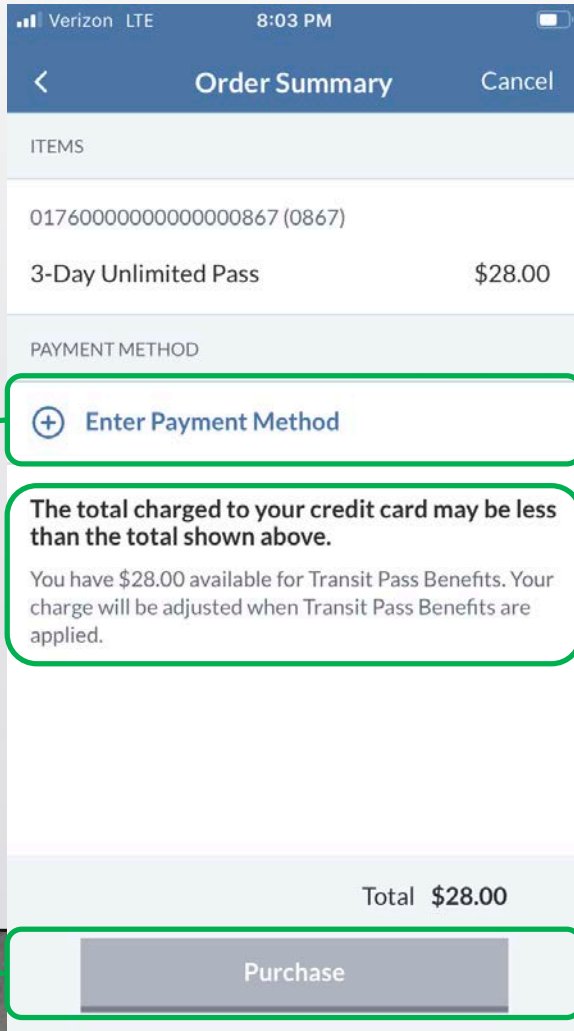 Verizon LTE 8:03 PM
Order Summary Cancel
ITEMS
01760000000000000867 (0867)
3-Day Unlimited Pass $28.00
PAYMENT METHOD
Enter Payment Method
The total charged to your credit card may be less
than the total shown above.
You have $28.00 available for Transit Pass Benefits. Your
charge will be adjusted when Transit Pass Benefits are
applied.
Total $28.00
Purchase